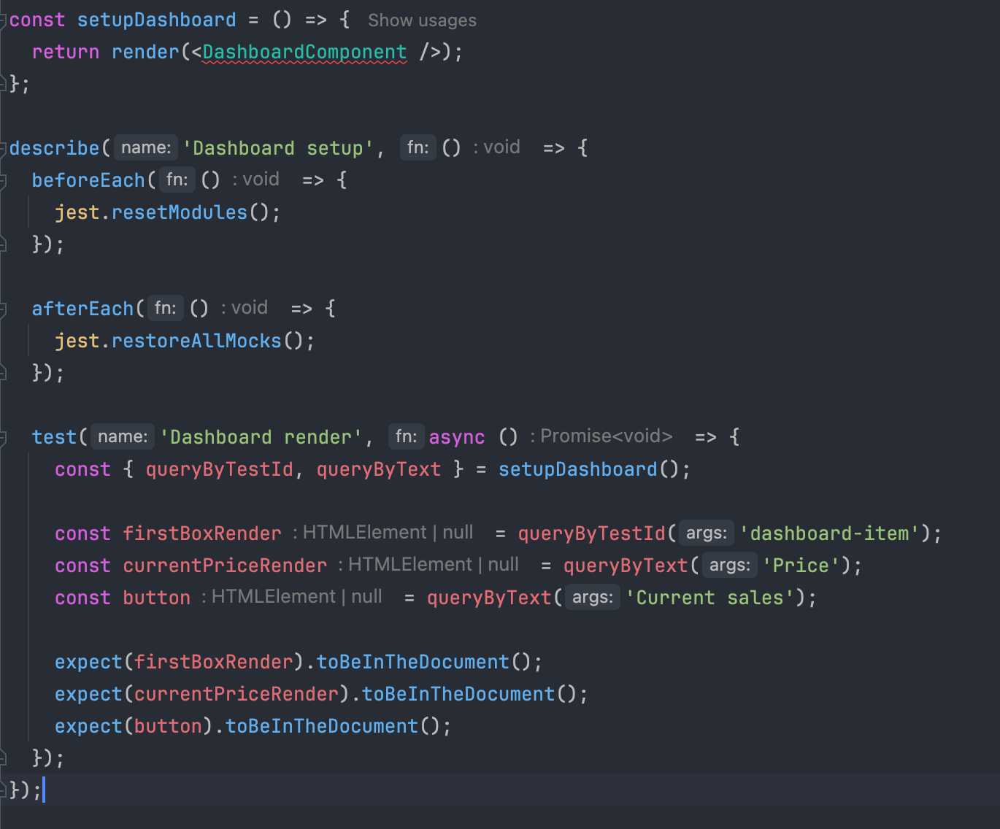 const setupDashboard = () => { Show usages
  return render(<DashboardComponent />);
};
describe( name: 'Dashboard setup', fn: () : void => {
  beforeEach( fn: () : void => {
    jest.resetModules();
  });
  afterEach( fn: () : void => {
    jest.restoreAllMocks();
  });
  test( name: 'Dashboard render', fn: async () : Promise<void> => {
    const { queryByTestId, queryByText } = setupDashboard();
    const firstBoxRender : HTMLElement | null = queryByTestId( args: 'dashboard-item');
    const currentPriceRender : HTMLElement | null = queryByText( args: 'Price');
    const button : HTMLElement | null = queryByText( args: 'Current sales');
    expect(firstBoxRender).toBeInTheDocument();
    expect(currentPriceRender).toBeInTheDocument();
    expect(button).toBeInTheDocument();
  });
});